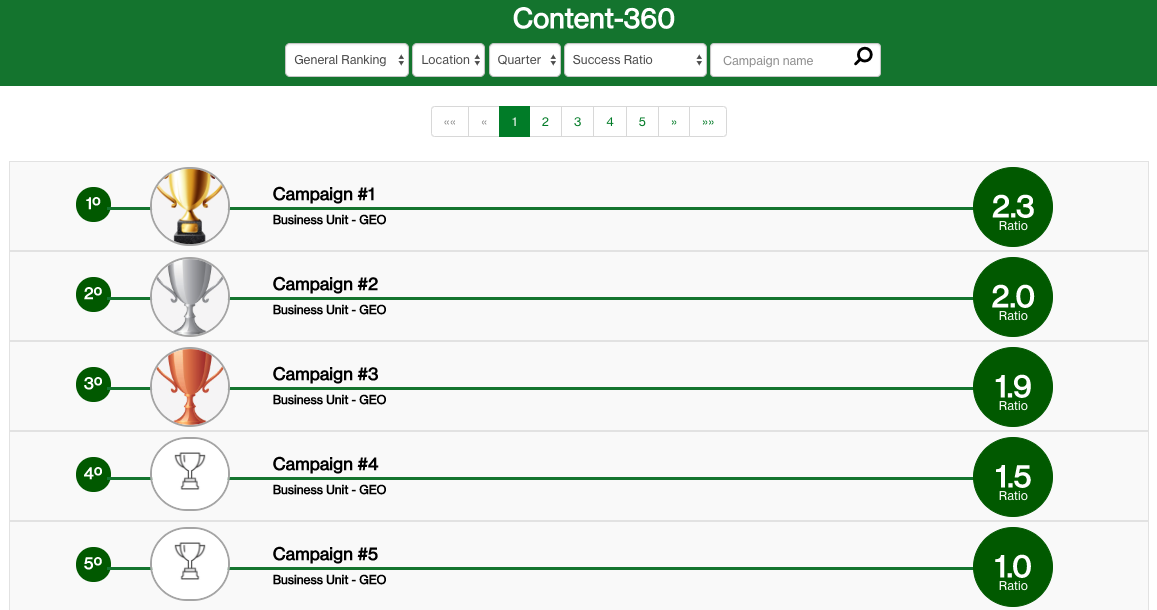 Content-360
General Ranking Location Quarter Success Ratio Campaign name
«« « 1 2 3 4 5 » »»
1º Campaign #1 2.3
Business Unit - GEO Ratio
2º Campaign #2 2.0
Business Unit - GEO Ratio
3º Campaign #3 1.9
Business Unit - GEO Ratio
4º Campaign #4 1.5
Business Unit - GEO Ratio
5º Campaign #5 1.0
Business Unit - GEO Ratio